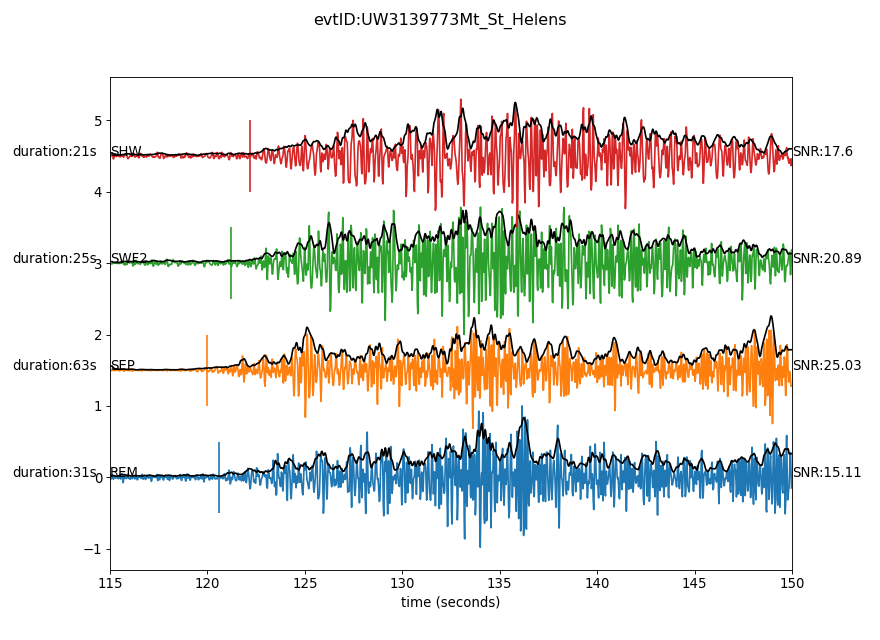 evtID:UW3139773Mt_St_Helens
5
duration:21s SHW SNR:17.6
4
duration:25s SWF2 SNR:20.89
3
2
duration:63s SEP SNR:25.03
1
duration:31s REM SNR:15.11
0
−1
115 120 125 130 135 140 145 150
time (seconds)